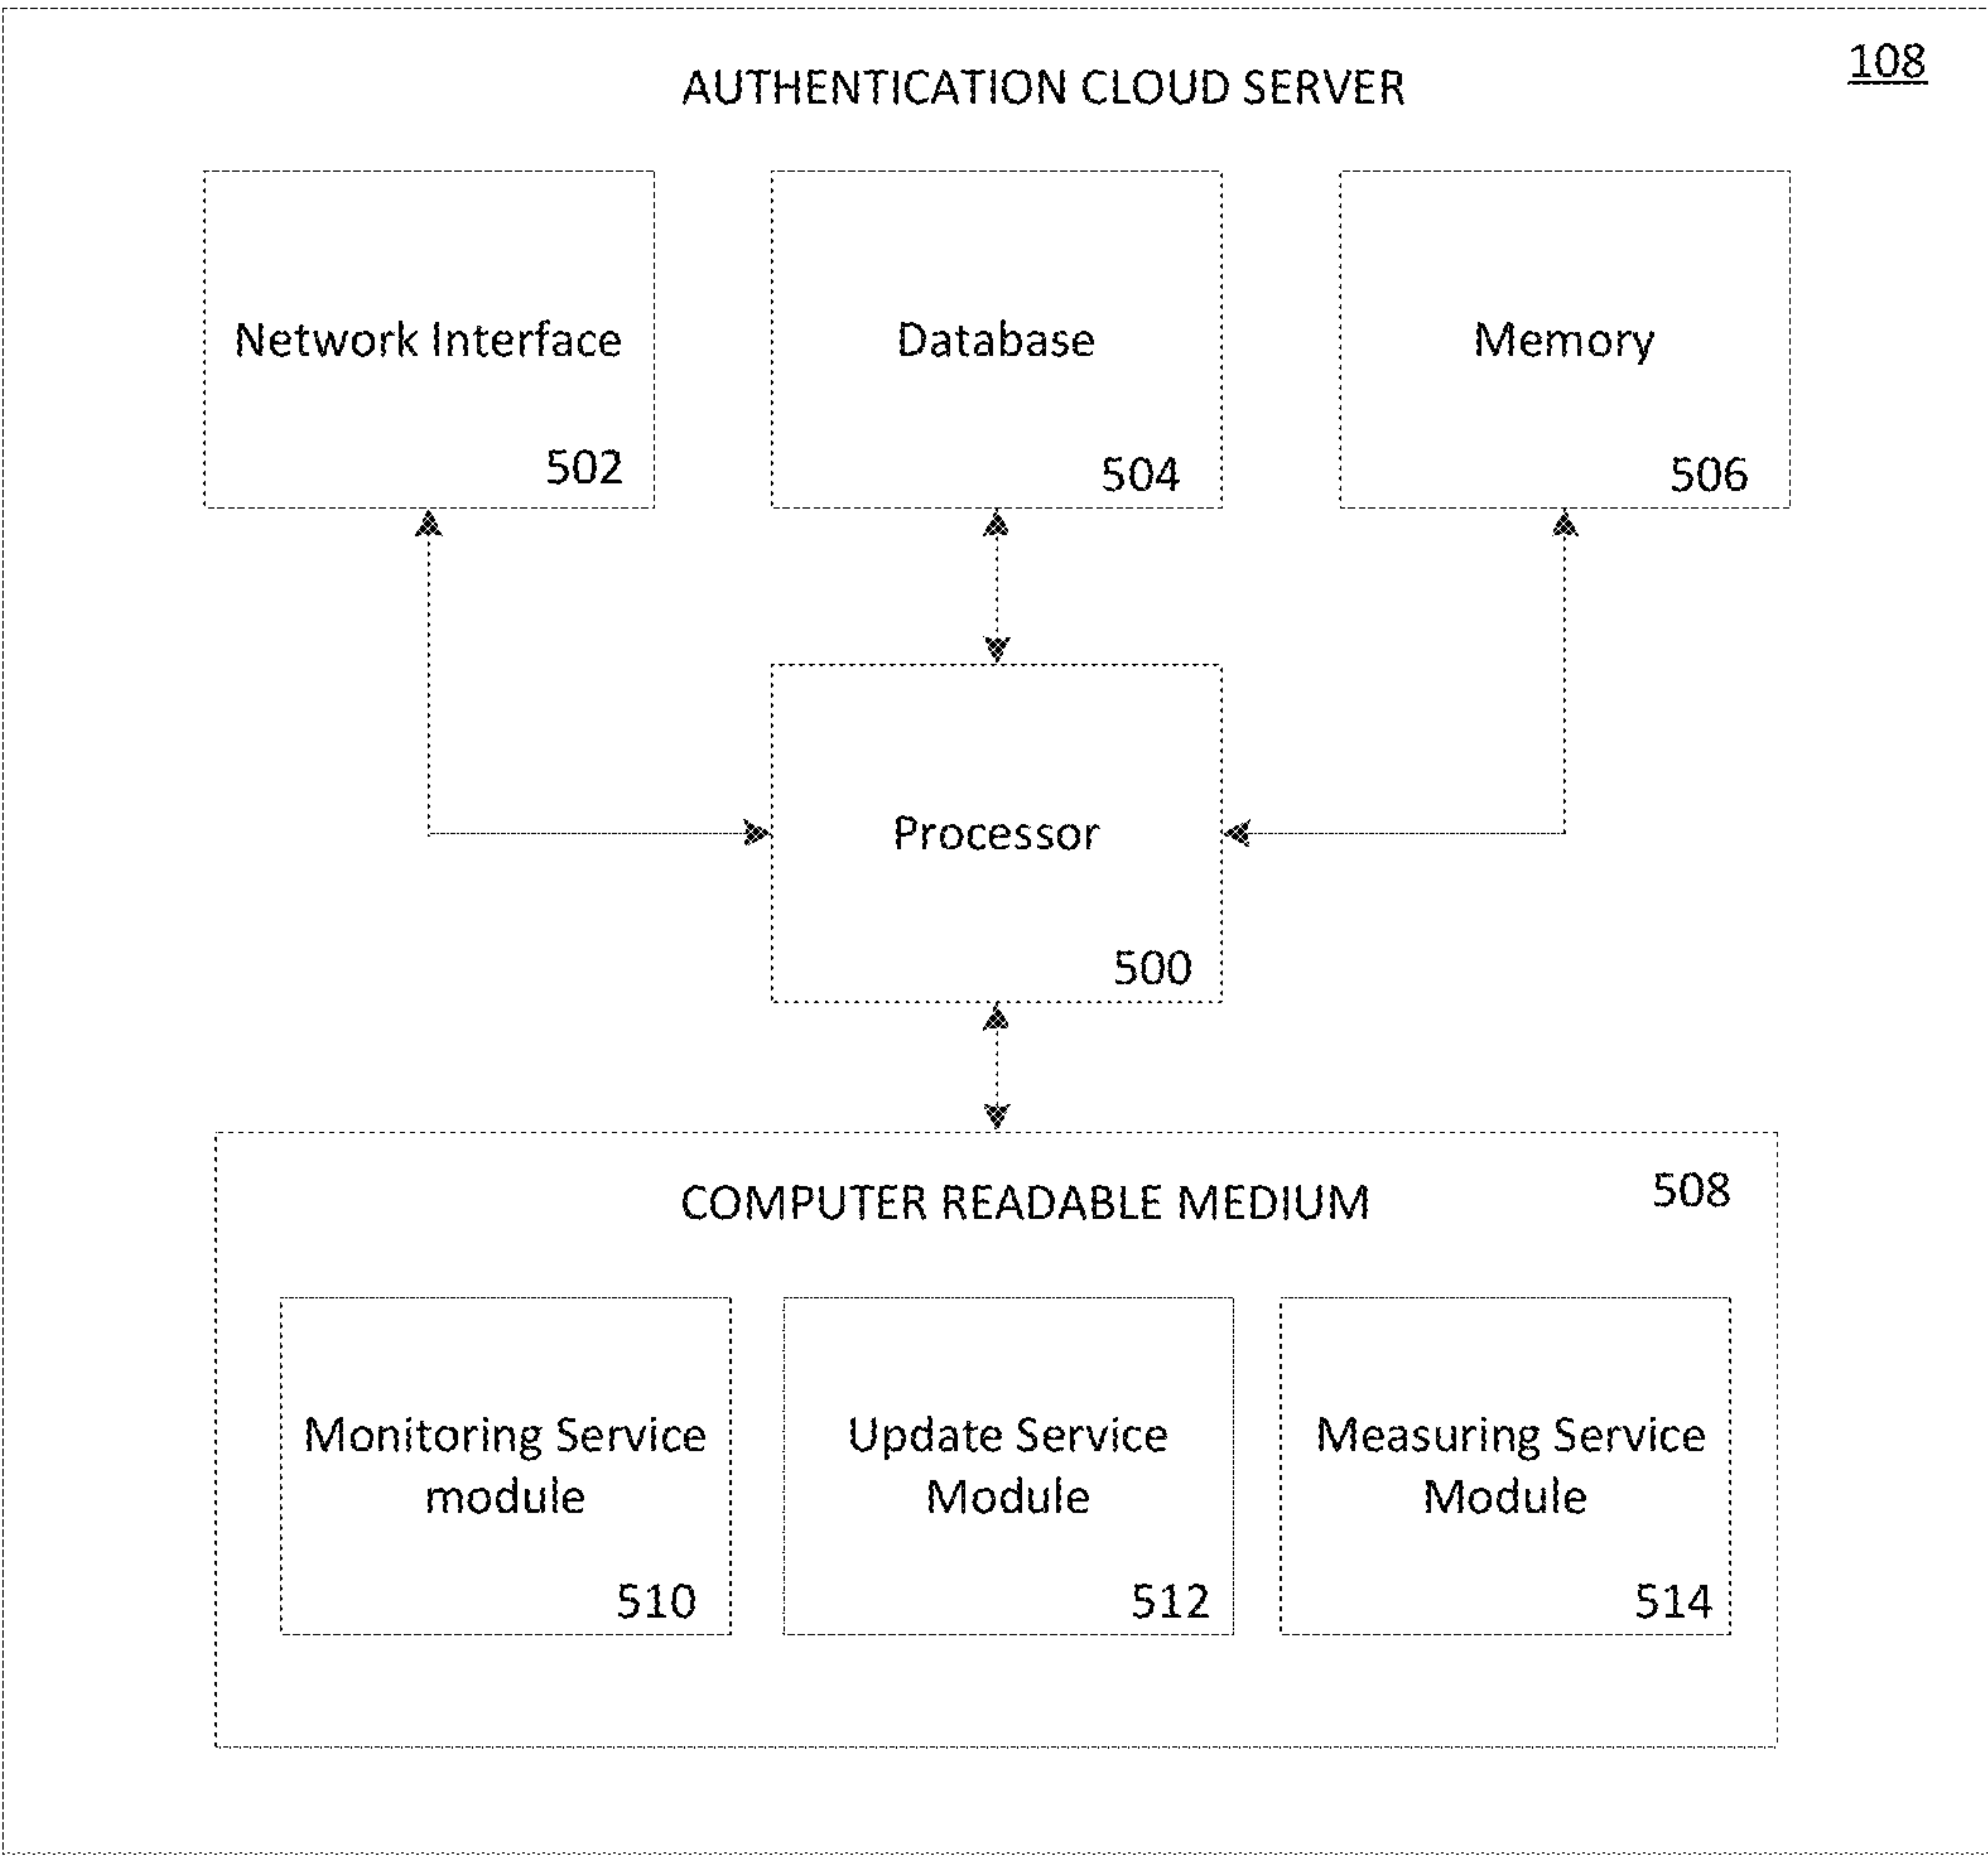 108
AUTHENTICATION CLOUD SERVER
Network Interface
502
Database
504
Memory
506
Processor
500
COMPUTER READABLE MEDIUM
508
Monitoring Service
module
510
Update Service
Module
512
Measuring Service
Module
514